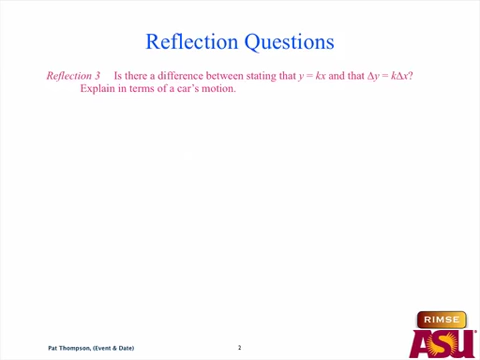 Reflection Questions
Reflection 3 Is there a difference between stating that y = kx and that Δy = kΔx?
Explain in terms of a car's motion.
RIMSE
ASU
Pat Thompson, (Event & Date)
2